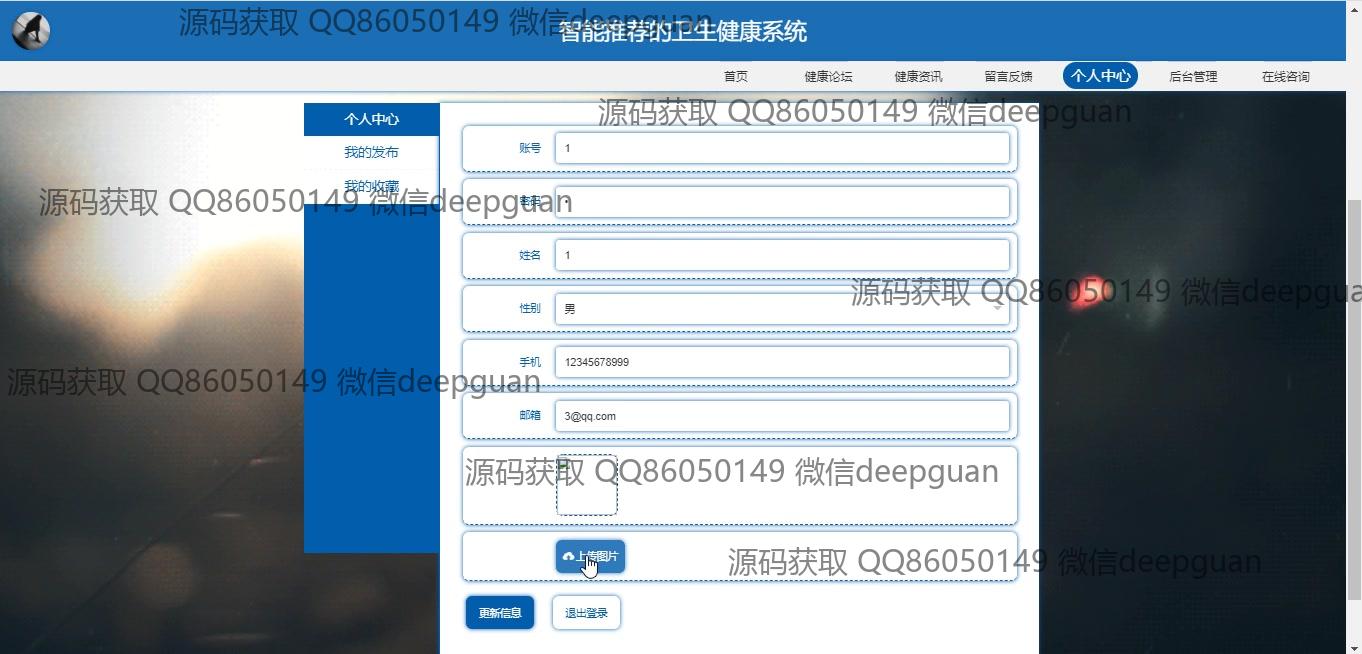 源码获取 QQ86050149 微信deepguan
智能推荐的卫生健康系统
首页
健康论坛
健康资讯
留言反馈
个人中心
后台管理
在线咨询
源码获取 QQ86050149 微信deepguan
个人中心
我的发布
我的收藏
源码获取 QQ86050149 微信deepguan
账号
1
密码
姓名
1
源码获取 QQ86050149 微信deepgua
性别
男
手机
12345678999
源码获取 QQ86050149 微信deepguan
邮箱
3@qq.com
源码获取 QQ86050149 微信deepguan
上传图片
源码获取 QQ86050149 微信deepguan
更新信息
退出登录